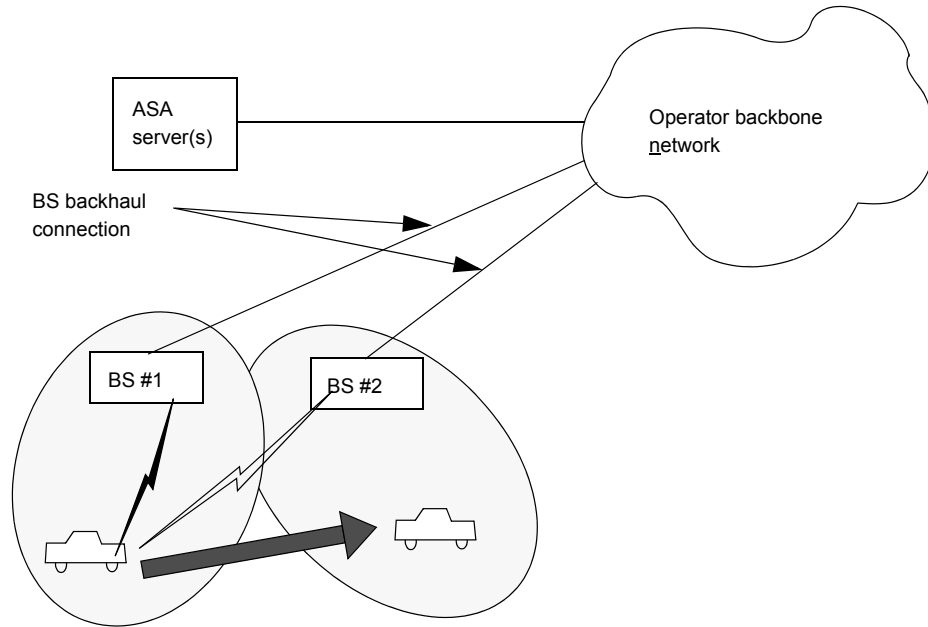 ASA
server(s)
Operator backbone
network
BS backhaul
connection
BS #1
BS #2